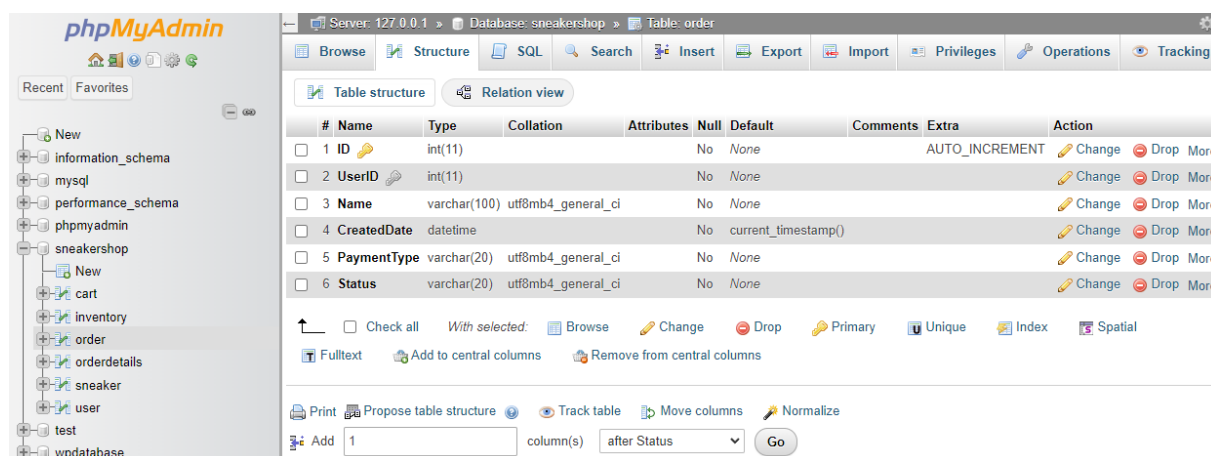 phpMyAdmin
Recent Favorites
New
information_schema
mysql
performance_schema
phpmyadmin
sneakershop
New
cart
inventory
order
orderdetails
sneaker
user
test
wpdatabase
Server: 127.0.0.1 » Database: sneakershop » Table: order
Browse Structure SQL Search Insert Export Import Privileges Operations Tracking
Table structure Relation view
# Name Type Collation Attributes Null Default Comments Extra Action
1 ID int(11) No None AUTO_INCREMENT Change Drop More
2 UserID int(11) No None Change Drop More
3 Name varchar(100) utf8mb4_general_ci No None Change Drop More
4 CreatedDate datetime No current_timestamp() Change Drop More
5 PaymentType varchar(20) utf8mb4_general_ci No None Change Drop More
6 Status varchar(20) utf8mb4_general_ci No None Change Drop More
Check all With selected: Browse Change Drop Primary Unique Index Spatial
Fulltext Add to central columns Remove from central columns
Print Propose table structure Track table Move columns Normalize
Add 1 column(s) after Status Go